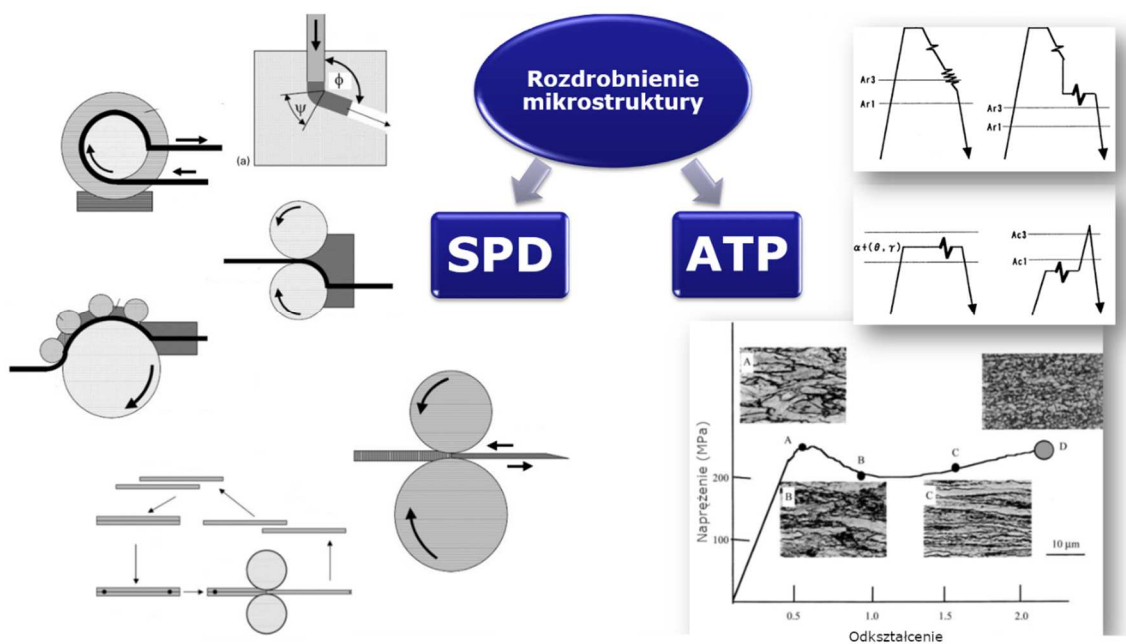 Rozdrobnienie
mikrostruktury
SPD
ATP
ϕ
ψ
(a)
Ar3
Ar1
Ar3
Ar1
α+(θ,γ)
Ac3
Ac1
Naprężenie (MPa)
200
100
A
A
B
C
D
B
C
10 μm
0.5
1.0
1.5
2.0
Odkształcenie